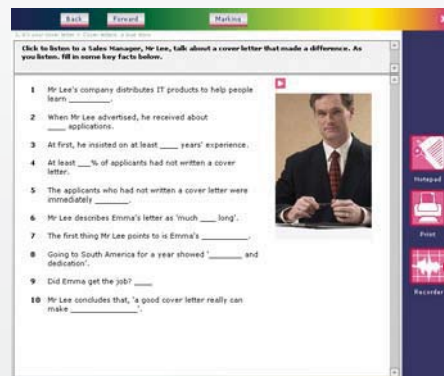 Back Forward Marking
Click to listen to a Sales Manager, Mr Lee, talk about a cover letter that made a difference. As
you listen, fill in some key facts below.
1 Mr Lee's company distributes IT products to help people
learn _________.
2 When Mr Lee advertised, he received about
____ applications.
3 At first, he insisted on at least ____ years' experience.
4 At least ___% of applicants had not written a cover
letter.
5 The applicants who had not written a cover letter were
immediately ________.
6 Mr Lee describes Emma's letter as 'much ____ long'.
7 The first thing Mr Lee points to is Emma's ___________.
8 Going to South America for a year showed '________ and
dedication'.
9 Did Emma get the job? ____
10 Mr Lee concludes that, 'a good cover letter really can
make ________________'.
Notepad
Print
Recorder